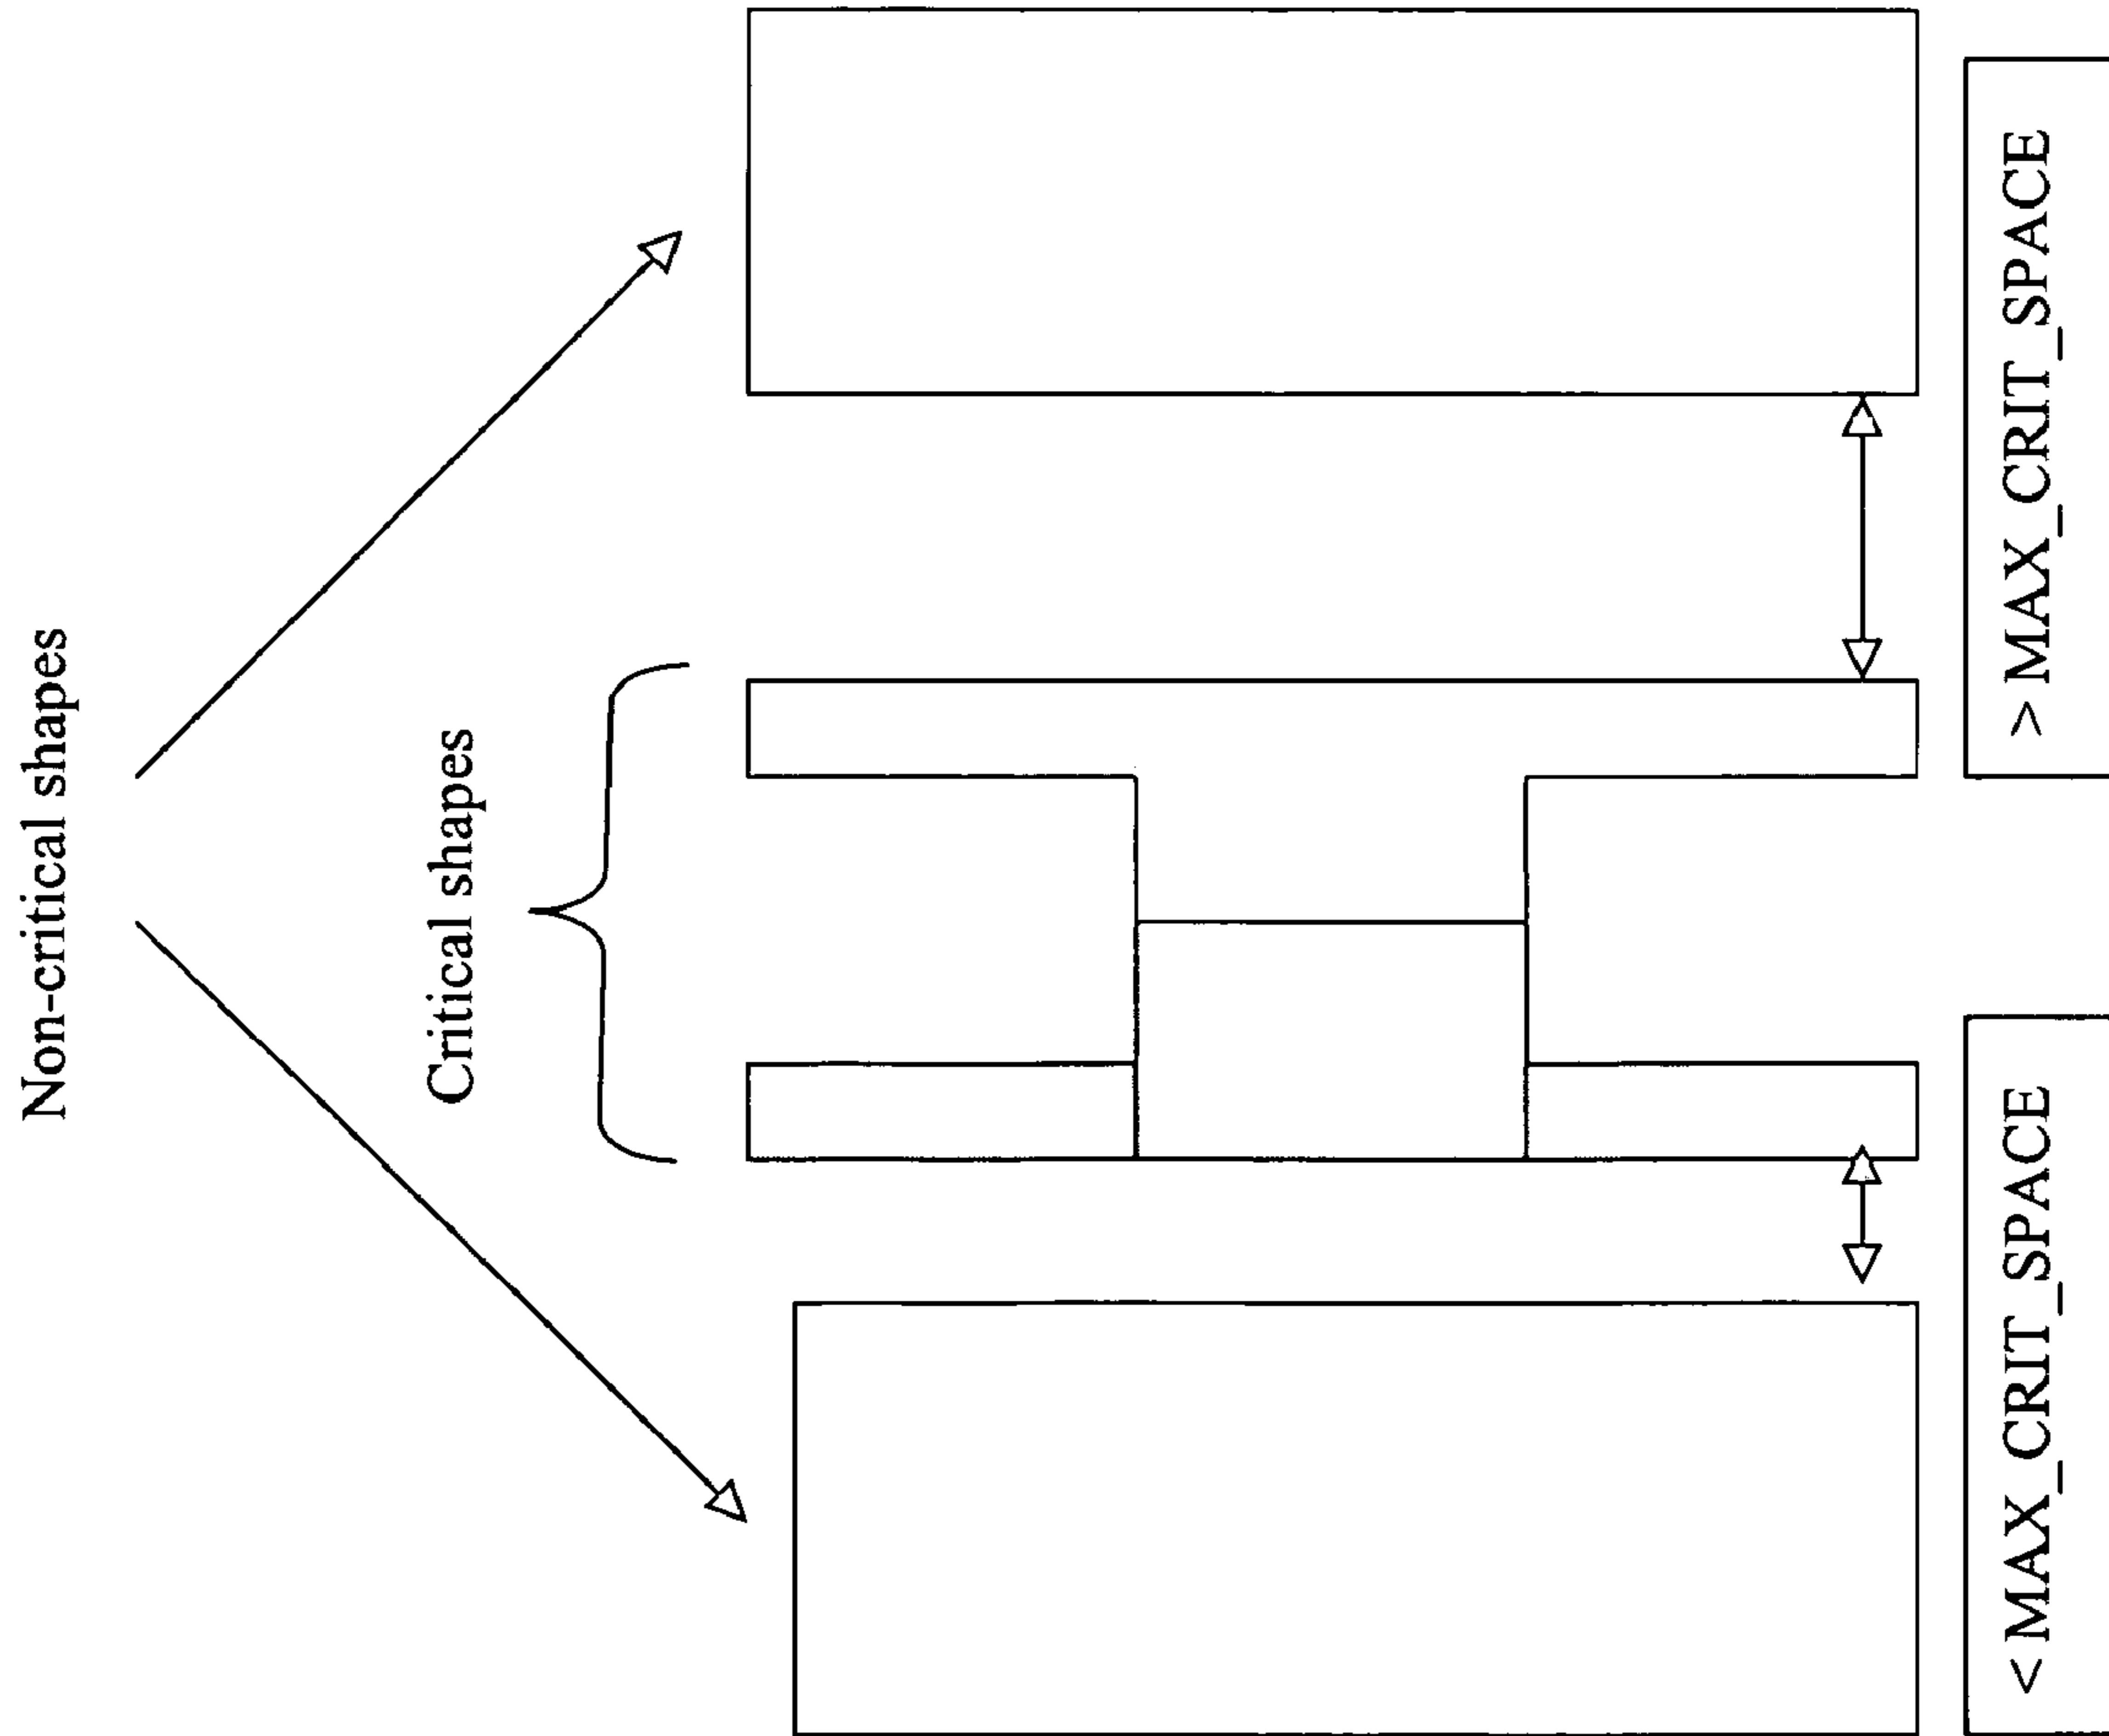 Non-critical shapes
Critical shapes
< MAX_CRIT_SPACE
> MAX_CRIT_SPACE